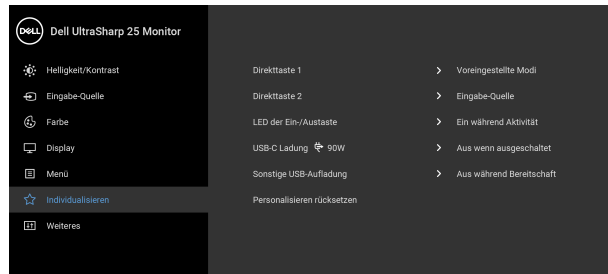 DELL Dell UltraSharp 25 Monitor
Helligkeit/Kontrast
Eingabe-Quelle
Farbe
Display
Menü
Individualisieren
Weiteres
Direkttaste 1 > Voreingestellte Modi
Direkttaste 2 > Eingabe-Quelle
LED der Ein-/Austaste > Ein während Aktivität
USB-C Ladung 90W > Aus wenn ausgeschaltet
Sonstige USB-Aufladung > Aus während Bereitschaft
Personalisieren rücksetzen